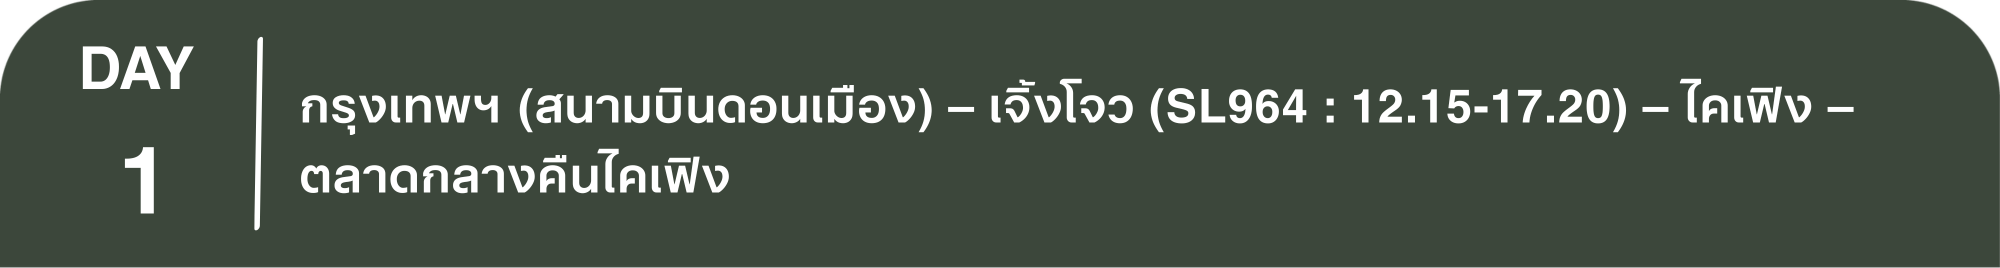 DAY
1
กรุงเทพฯ (สนามบินดอนเมือง) – เจิ้งโจว (SL964 : 12.15-17.20) – ไคเฟิง –
ตลาดกลางคืนไคเฟิง